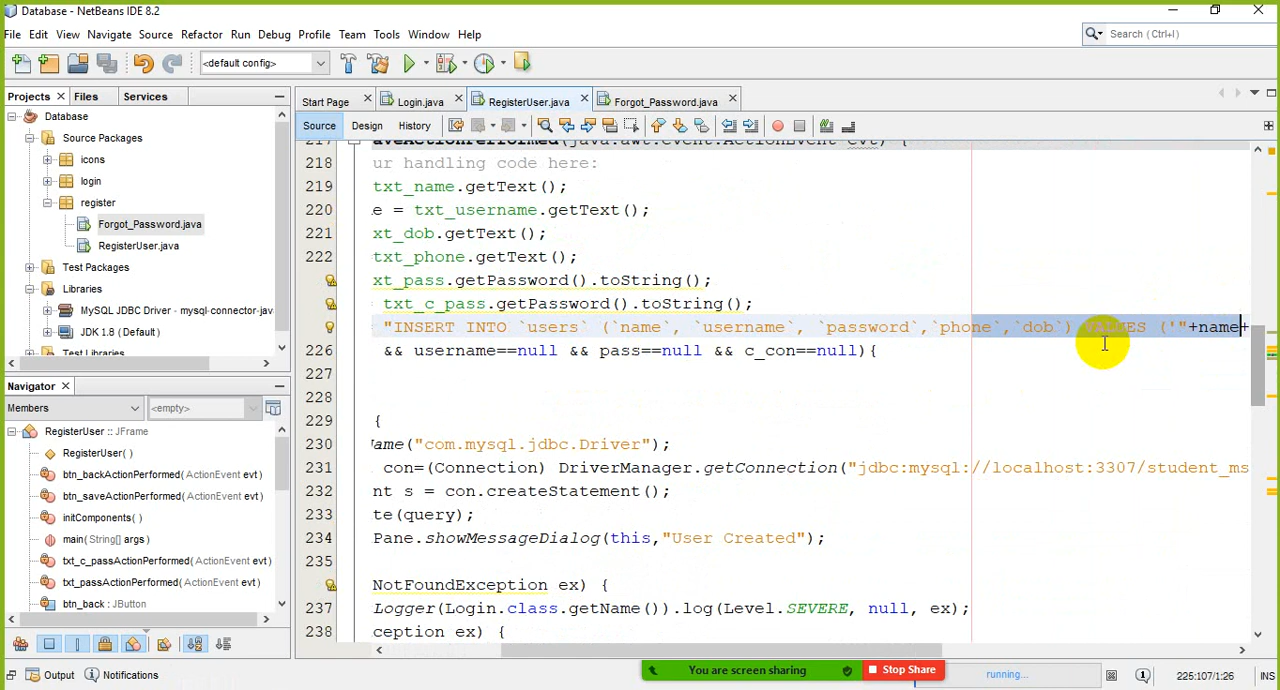 Database - NetBeans IDE 8.2
File Edit View Navigate Source Refactor Run Debug Profile Team Tools Window Help
Search (Ctrl+I)
<default config>
Projects Files Services
Start Page Login.java RegisterUser.java Forgot_Password.java
Source Design History
Database
Source Packages
icons
login
register
Forgot_Password.java
RegisterUser.java
Test Packages
Libraries
MySQL JDBC Driver - mysql-connector-jav
JDK 1.8 (Default)
Test Libraries
Navigator
Members <empty>
RegisterUser :: JFrame
RegisterUser()
btn_backActionPerformed(ActionEvent evt)
btn_saveActionPerformed(ActionEvent evt)
initComponents()
main(String[] args)
txt_c_passActionPerformed(ActionEvent evt)
txt_passActionPerformed(ActionEvent evt)
btn_back : JButton
217 aveActionPerformed(java.awt.event.ActionEvent evt) {
218 ur handling code here:
219 txt_name.getText();
220 e = txt_username.getText();
221 xt_dob.getText();
222 txt_phone.getText();
xt_pass.getPassword().toString();
txt_c_pass.getPassword().toString();
"INSERT INTO `users` (`name`, `username`, `password`,`phone`,`dob`) VALUES ('"+name+
226 && username==null && pass==null && c_con==null){
227
228
229 {
230 Name("com.mysql.jdbc.Driver");
231 con=(Connection) DriverManager.getConnection("jdbc:mysql://localhost:3307/student_ms
232 nt s = con.createStatement();
233 te(query);
234 Pane.showMessageDialog(this,"User Created");
235
NotFoundException ex) {
237 Logger(Login.class.getName()).log(Level.SEVERE, null, ex);
238 ception ex) {
You are screen sharing Stop Share
Output Notifications running... 225:107/1:26 INS